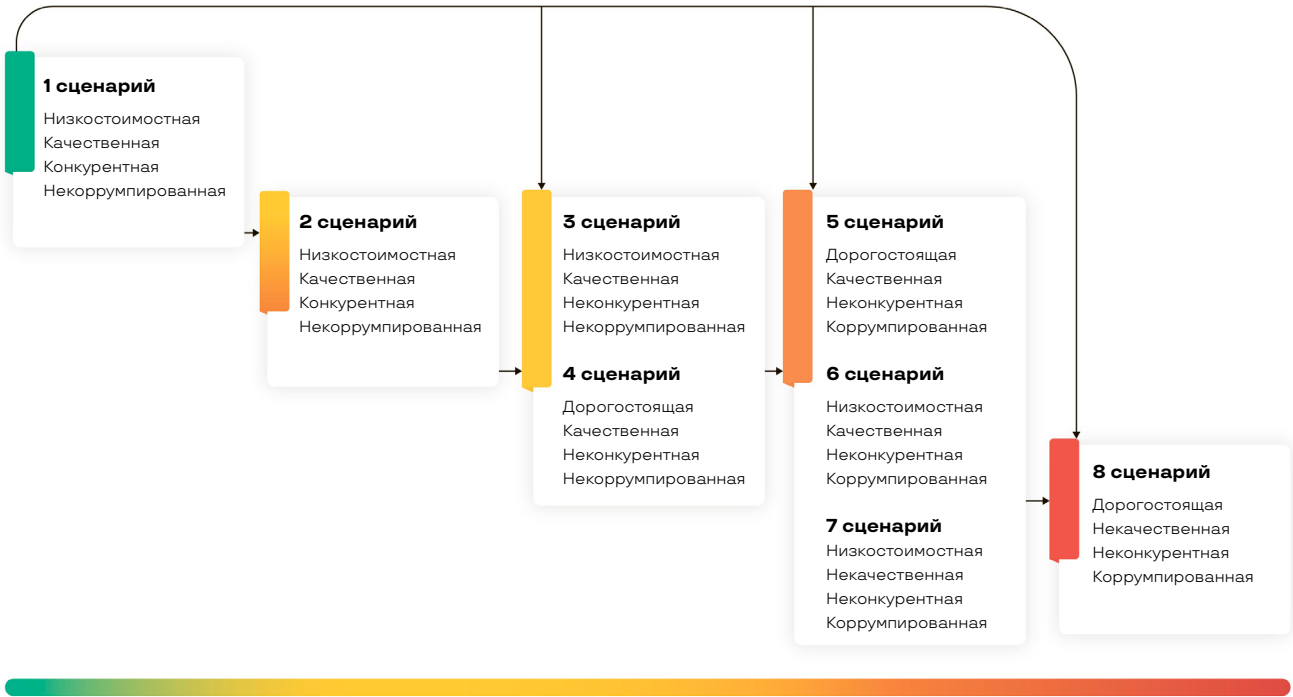 1 сценарий
Низкостоимостная
Качественная
Конкурентная
Некоррумпированная
2 сценарий
Низкостоимостная
Качественная
Конкурентная
Некоррумпированная
3 сценарий
Низкостоимостная
Качественная
Неконкурентная
Некоррумпированная
4 сценарий
Дорогостоящая
Качественная
Неконкурентная
Некоррумпированная
5 сценарий
Дорогостоящая
Качественная
Неконкурентная
Коррумпированная
6 сценарий
Низкостоимостная
Качественная
Неконкурентная
Коррумпированная
7 сценарий
Низкостоимостная
Некачественная
Неконкурентная
Коррумпированная
8 сценарий
Дорогостоящая
Некачественная
Неконкурентная
Коррумпированная